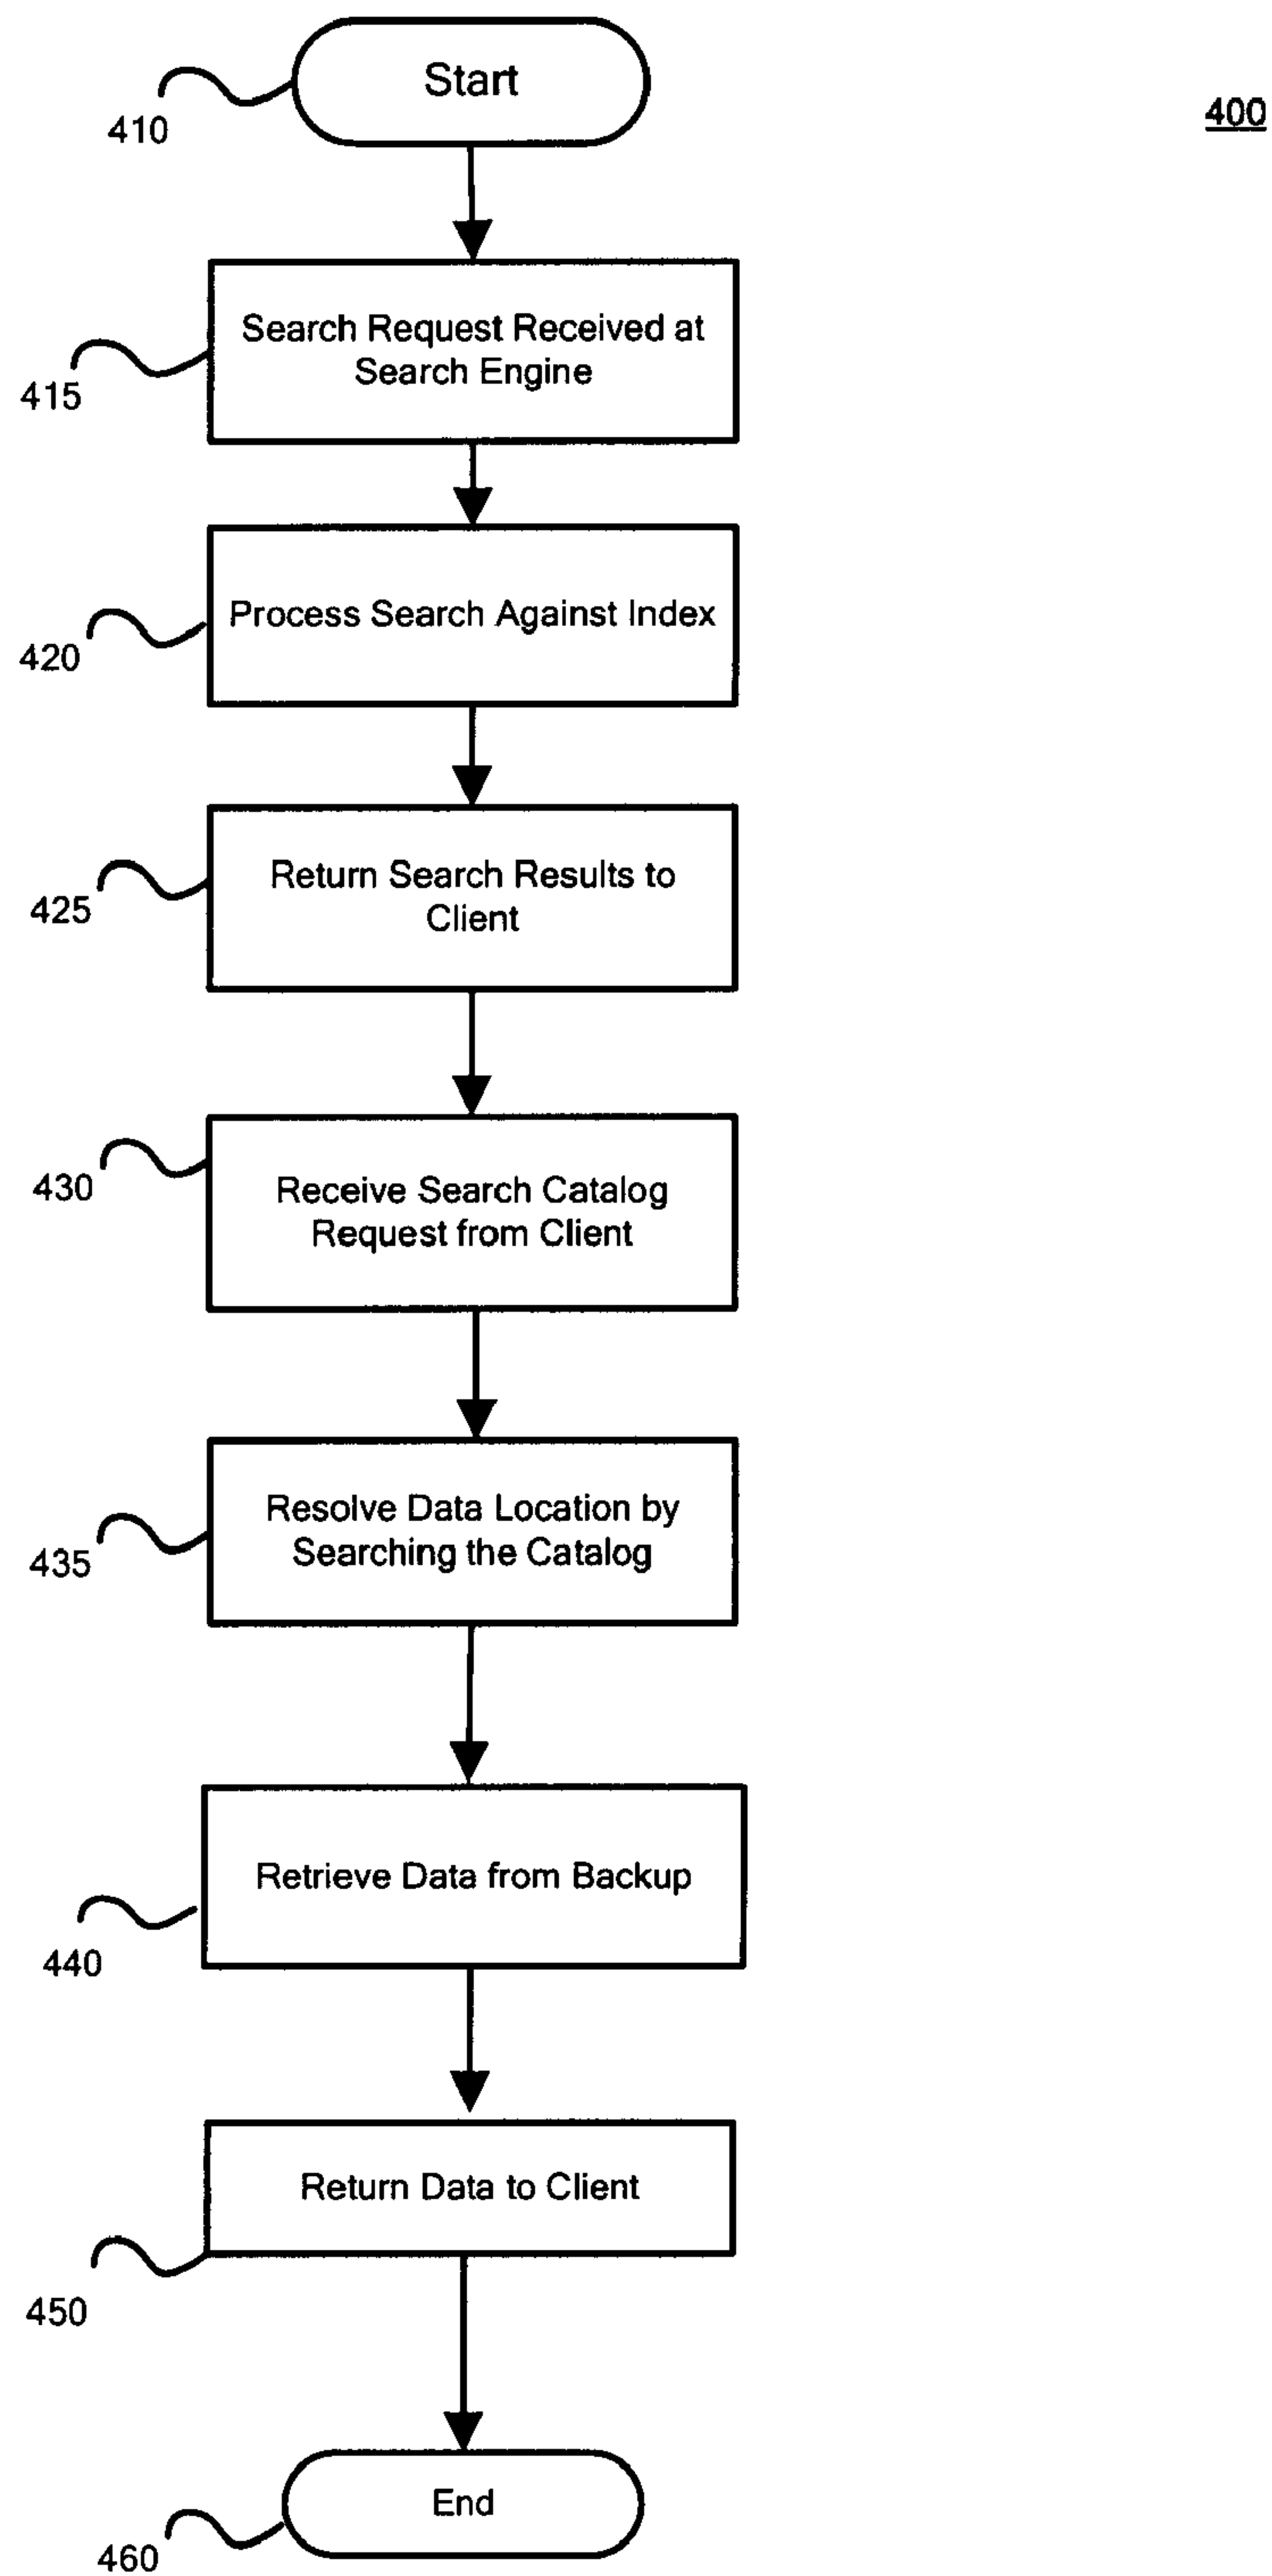 Start
410
400
Search Request Received at
Search Engine
415
Process Search Against Index
420
Return Search Results to
Client
425
Receive Search Catalog
Request from Client
430
Resolve Data Location by
Searching the Catalog
435
Retrieve Data from Backup
440
Return Data to Client
450
End
460